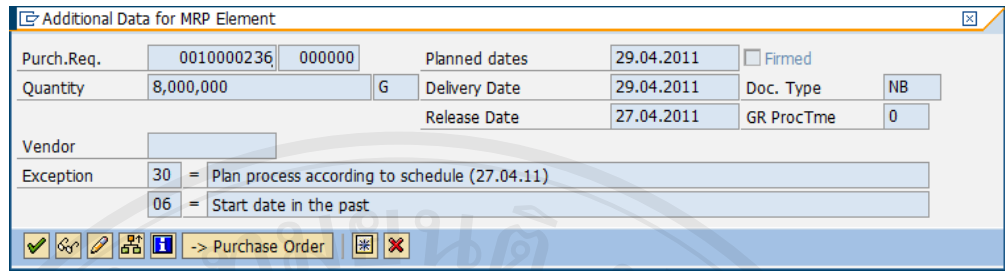 Additional Data for MRP Element
Purch.Req. 0010000236 000000 Planned dates 29.04.2011 Firmed
Quantity 8,000,000 G Delivery Date 29.04.2011 Doc. Type NB
Release Date 27.04.2011 GR ProcTme 0
Vendor
Exception 30 = Plan process according to schedule (27.04.11)
06 = Start date in the past
-> Purchase Order